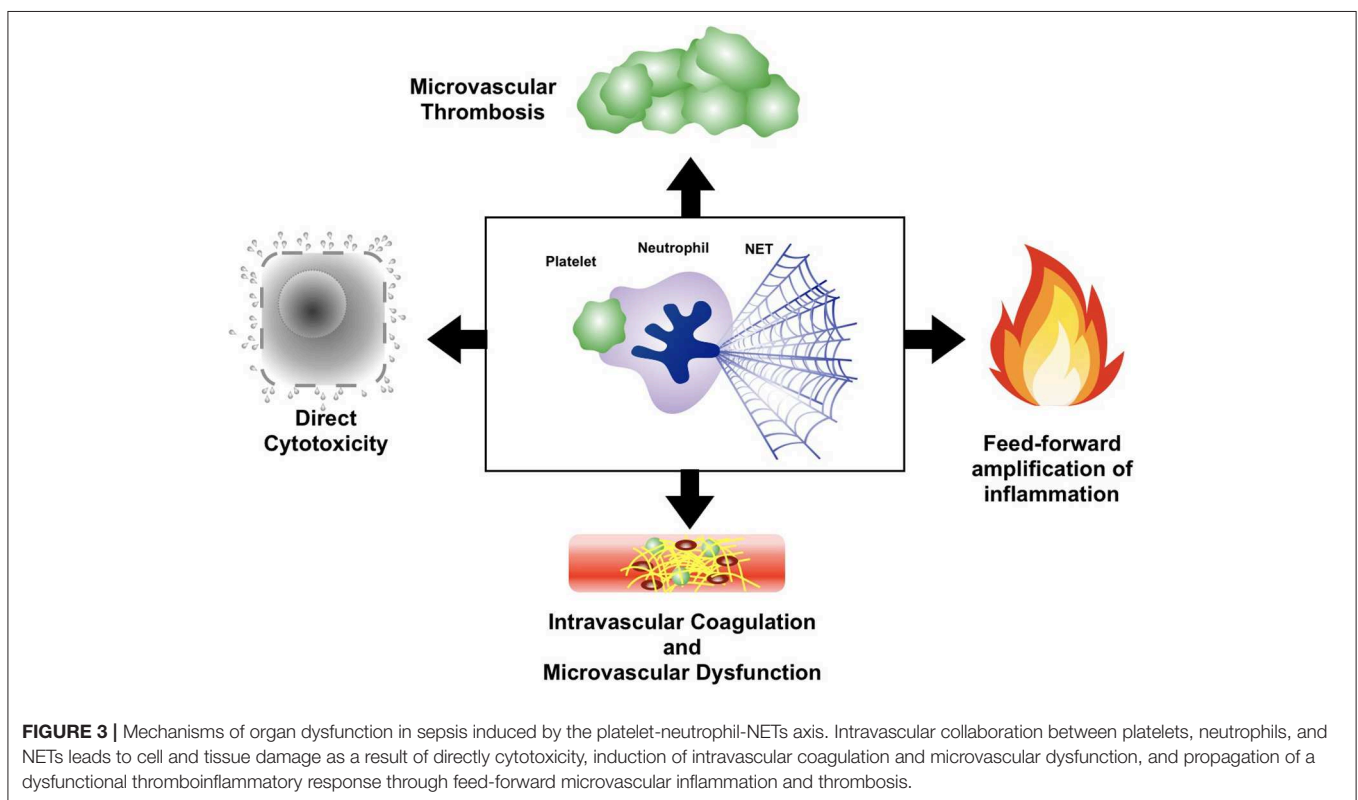 Microvascular
Thrombosis
Platelet
Neutrophil
NET
Direct
Cytotoxicity
Feed-forward
amplification of
inflammation
Intravascular Coagulation
and
Microvascular Dysfunction
FIGURE 3 | Mechanisms of organ dysfunction in sepsis induced by the platelet-neutrophil-NETs axis. Intravascular collaboration between platelets, neutrophils, and
NETs leads to cell and tissue damage as a result of directly cytotoxicity, induction of intravascular coagulation and microvascular dysfunction, and propagation of a
dysfunctional thromboinflammatory response through feed-forward microvascular inflammation and thrombosis.